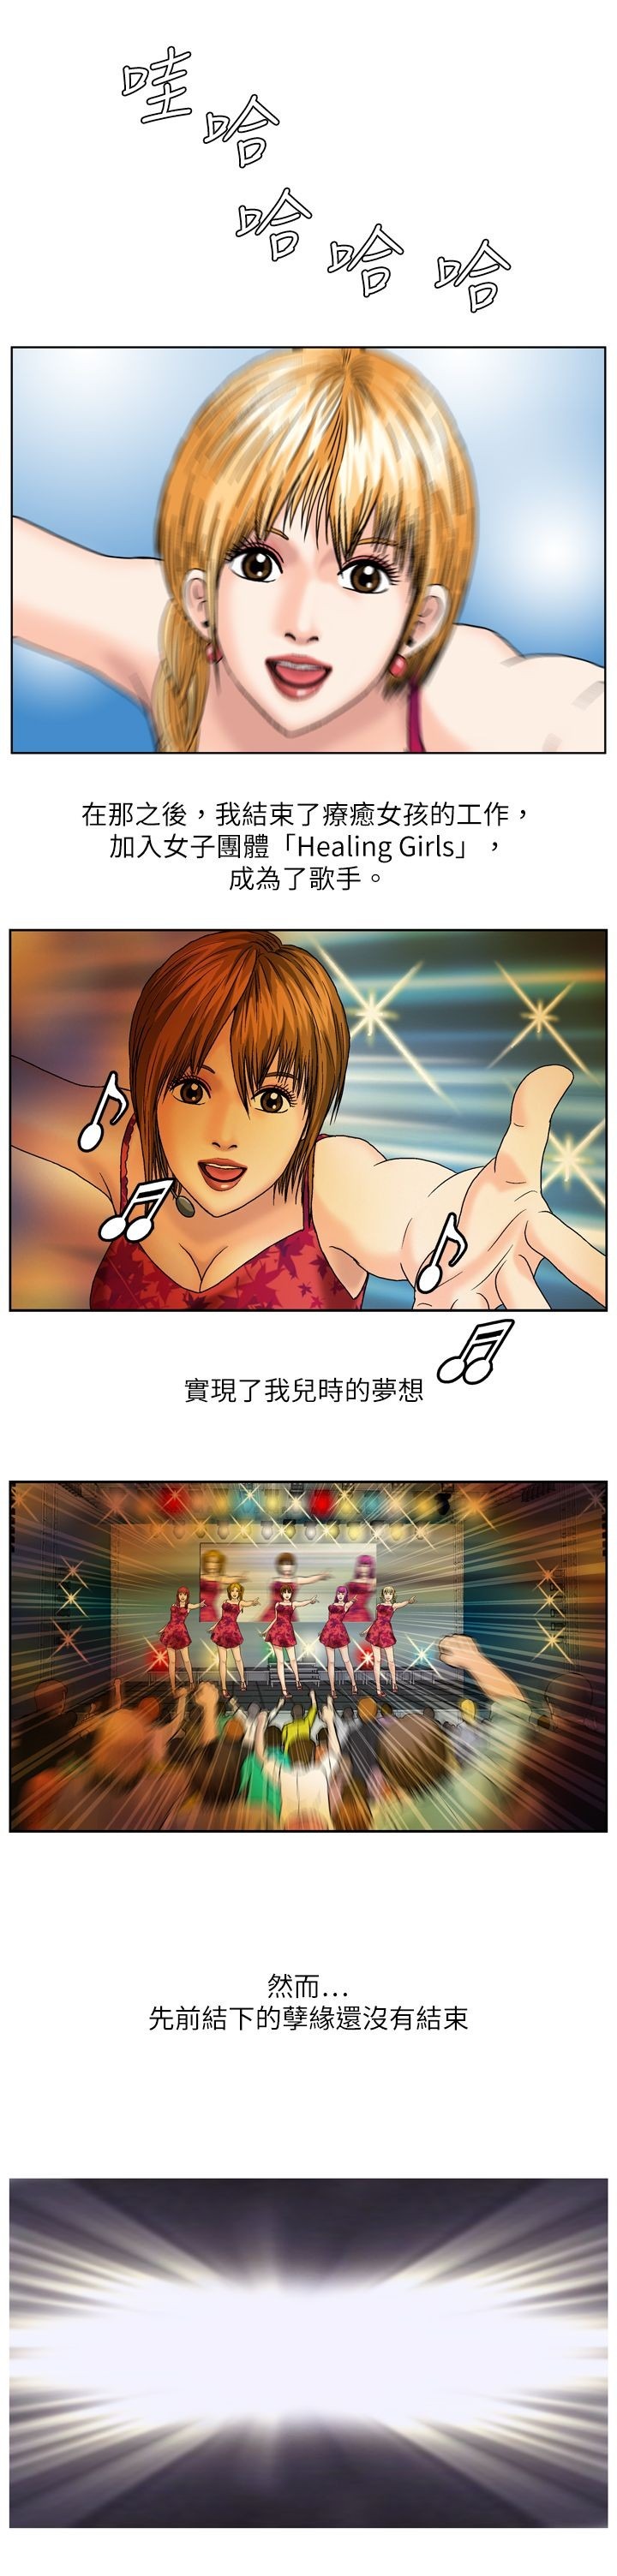 哇哈
哈哈哈
在那之後，我結束了療癒女孩的工作，
加入女子團體「Healing Girls」，
成為了歌手。
實現了我兒時的夢想
然而…
先前結下的孽緣還沒有結束